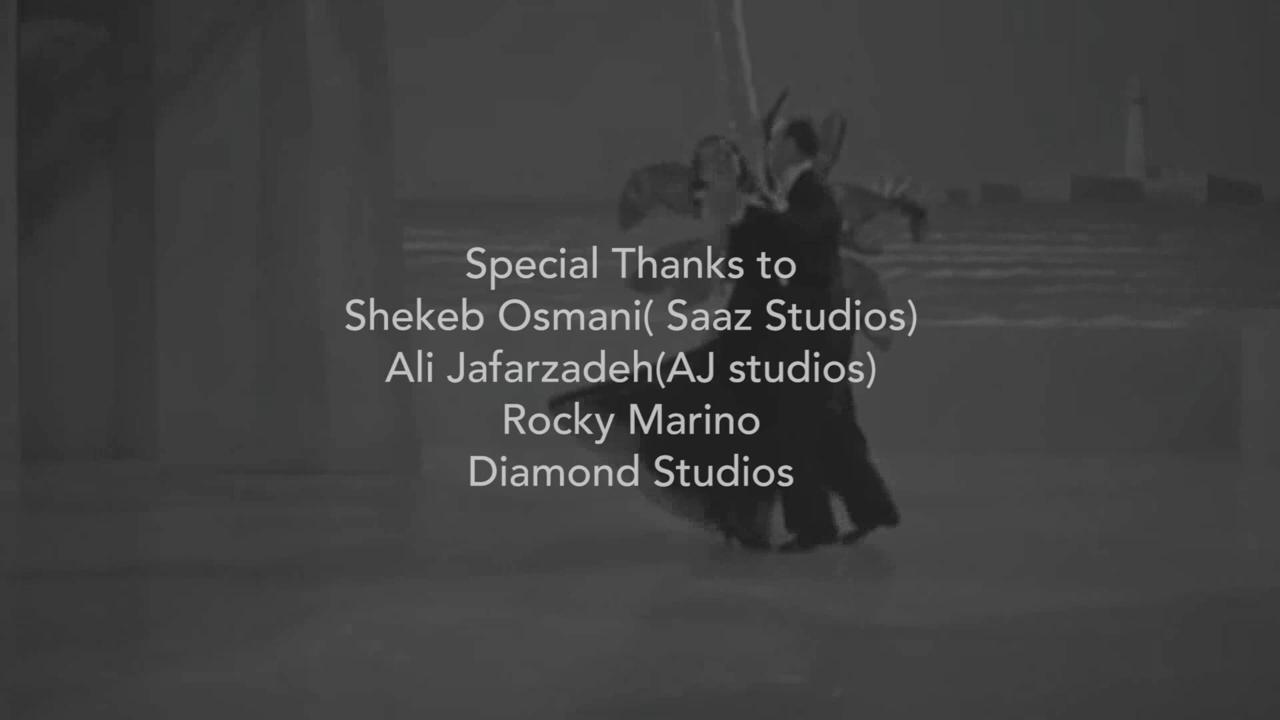 Special Thanks to
Shekeb Osmani( Saaz Studios)
Ali Jafarzadeh(AJ studios)
Rocky Marino
Diamond Studios